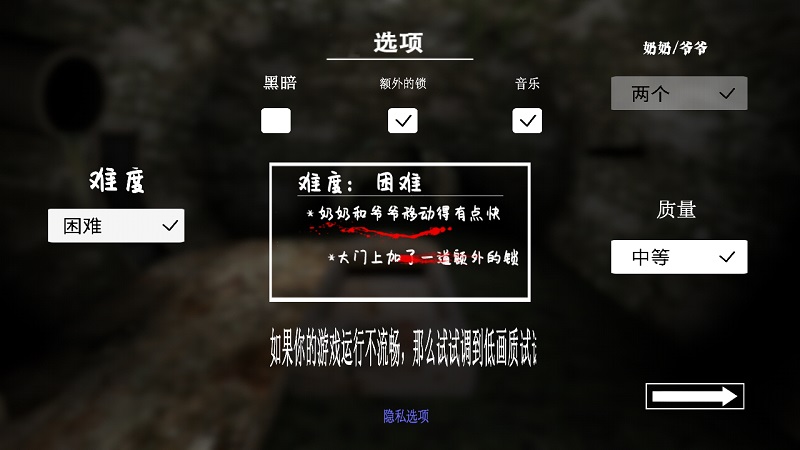 选项
奶奶/爷爷
黑暗
额外的锁
音乐
两个
难度
困难
难度: 困难
*奶奶和爷爷移动得有点快
*大门上加了一道额外的锁
质量
中等
如果你的游戏运行不流畅，那么试试调到低画质试
隐私选项